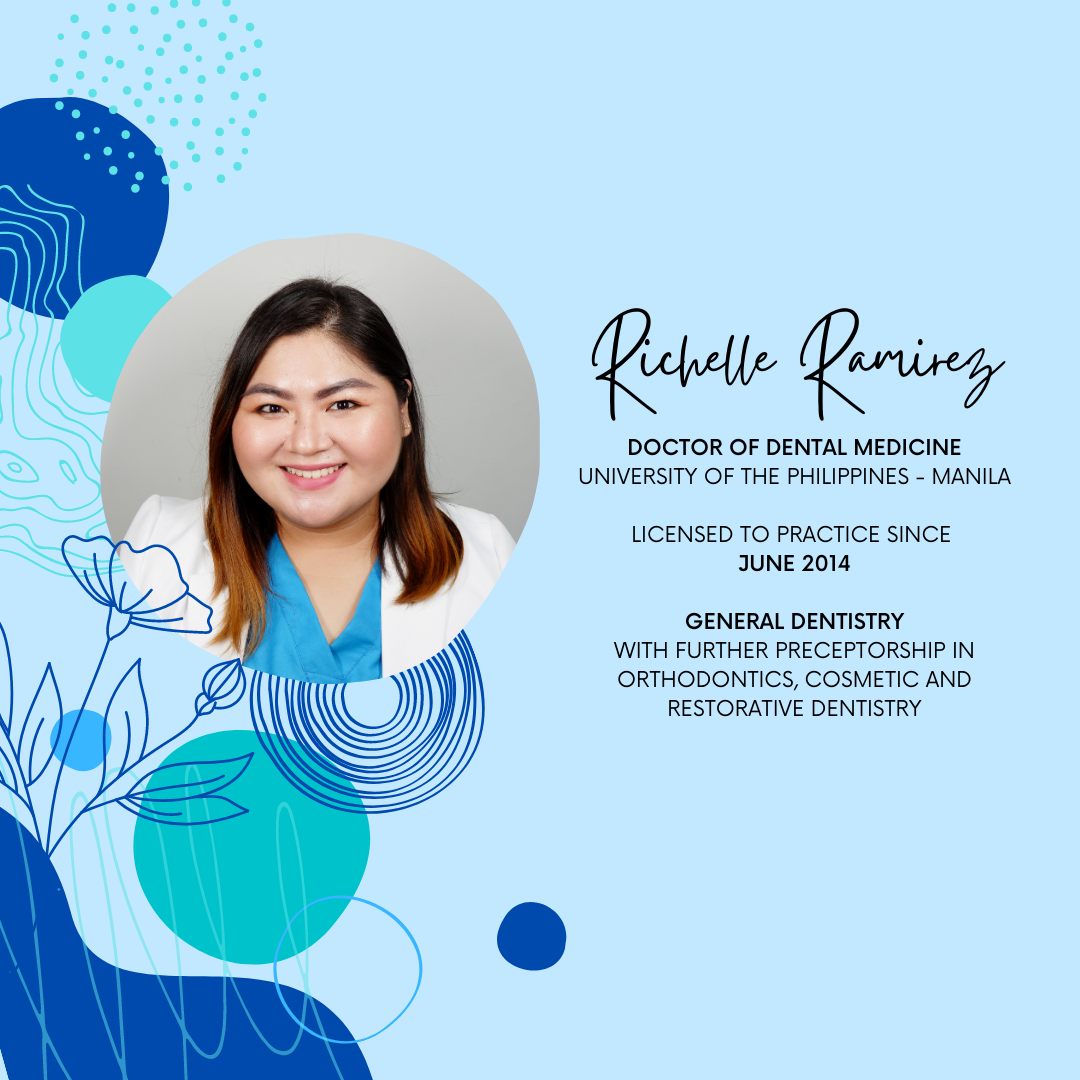 Richelle Ramirez
DOCTOR OF DENTAL MEDICINE
UNIVERSITY OF THE PHILIPPINES - MANILA
LICENSED TO PRACTICE SINCE
JUNE 2014
GENERAL DENTISTRY
WITH FURTHER PRECEPTORSHIP IN
ORTHODONTICS, COSMETIC AND
RESTORATIVE DENTISTRY